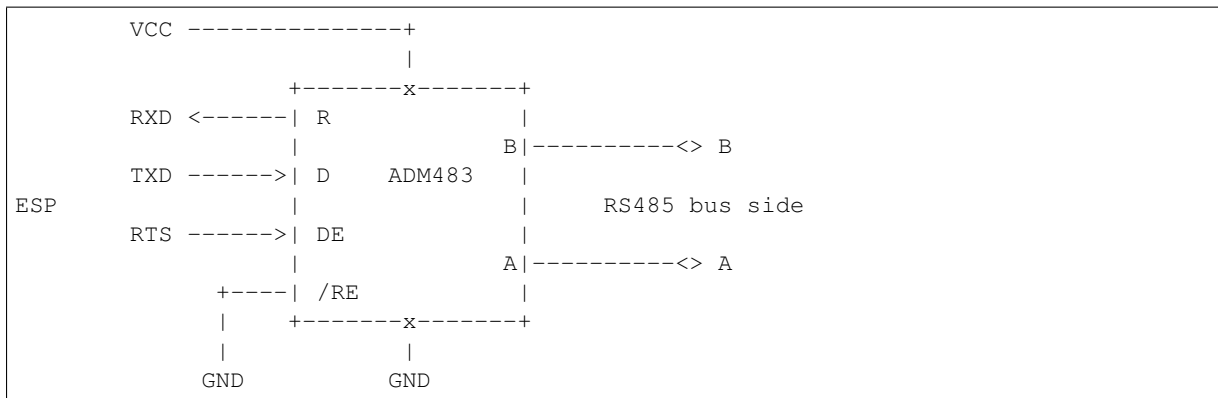 VCC ---------------+
                           |
                   +-------x-------+
        RXD <------| R             |
                   |              B|----------<> B
        TXD ------>| D    ADM483   |
ESP                |               |     RS485 bus side
        RTS ------>| DE            |
                   |              A|----------<> A
              +----| /RE           |
              |    +-------x-------+
              |            |
             GND          GND